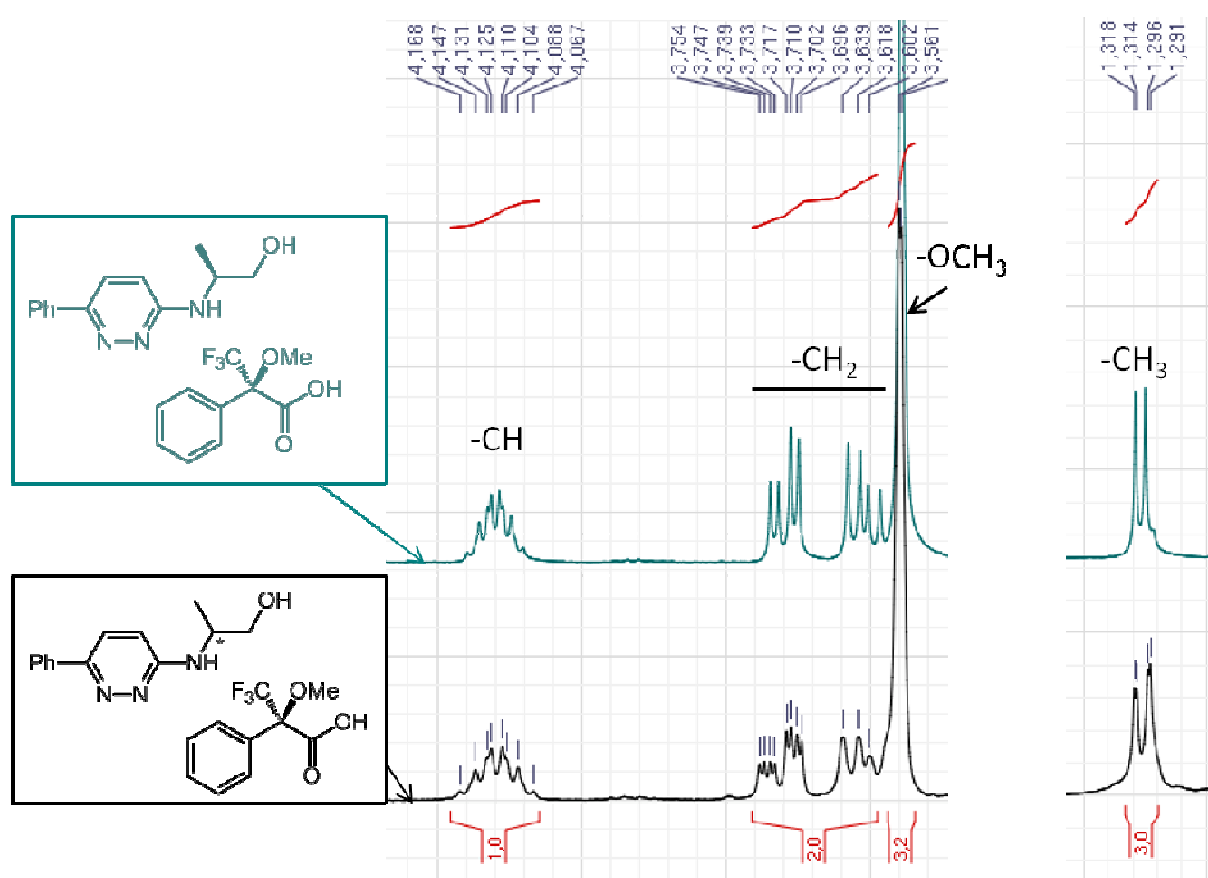 4,168
4,147
4,131
4,125
4,110
4,104
4,088
4,067
3,754
3,747
3,739
3,733
3,717
3,710
3,702
3,696
3,639
3,618
3,602
3,561
1,318
1,314
1,296
1,291
OH
Ph
NH
N N
F₃C OMe
OH
O
-CH
-CH₂
-OCH₃
-CH₃
OH
*
Ph
NH
N N
F₃C OMe
OH
O
1,0
2,0
3,2
3,0